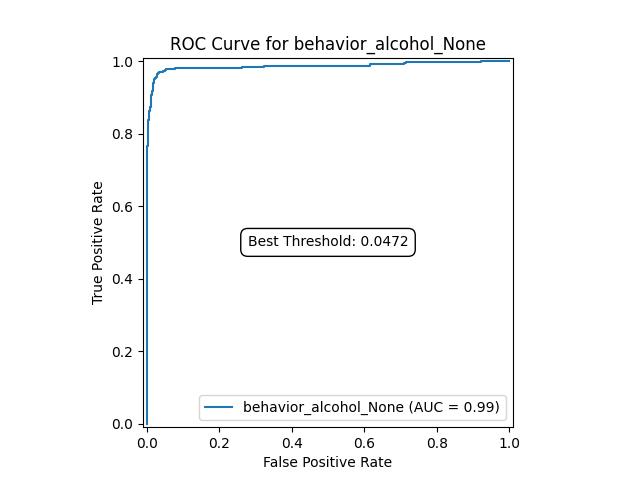 ROC Curve for behavior_alcohol_None
1.0
0.8
0.6
0.4
0.2
0.0
True Positive Rate
Best Threshold: 0.0472
behavior_alcohol_None (AUC = 0.99)
0.0 0.2 0.4 0.6 0.8 1.0
False Positive Rate